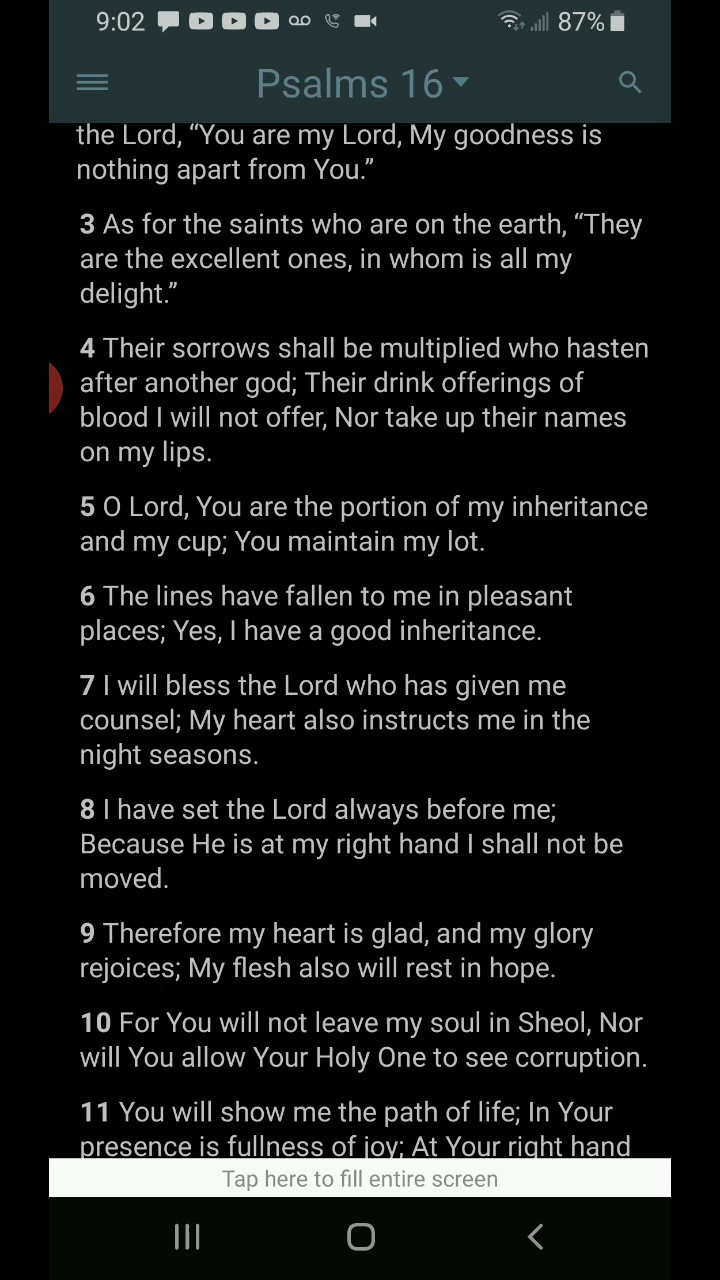 9:02 87%
Psalms 16
the Lord, “You are my Lord, My goodness is
nothing apart from You.”
3 As for the saints who are on the earth, “They
are the excellent ones, in whom is all my
delight.”
4 Their sorrows shall be multiplied who hasten
after another god; Their drink offerings of
blood I will not offer, Nor take up their names
on my lips.
5 O Lord, You are the portion of my inheritance
and my cup; You maintain my lot.
6 The lines have fallen to me in pleasant
places; Yes, I have a good inheritance.
7 I will bless the Lord who has given me
counsel; My heart also instructs me in the
night seasons.
8 I have set the Lord always before me;
Because He is at my right hand I shall not be
moved.
9 Therefore my heart is glad, and my glory
rejoices; My flesh also will rest in hope.
10 For You will not leave my soul in Sheol, Nor
will You allow Your Holy One to see corruption.
11 You will show me the path of life; In Your
presence is fullness of joy; At Your right hand
Tap here to fill entire screen